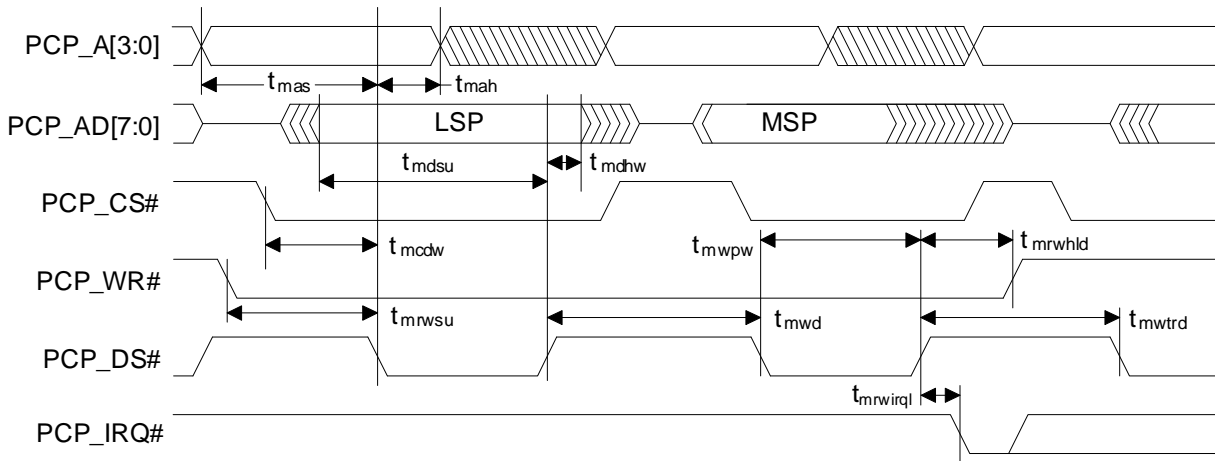 PCP_A[3:0]
t mas
t mah
PCP_AD[7:0]
LSP
MSP
t mdsu
t mdhw
PCP_CS#
t mcdw
t mwpw
t mrwhld
PCP_WR#
t mrwsu
t mwd
t mwtrd
PCP_DS#
t mrwirql
PCP_IRQ#